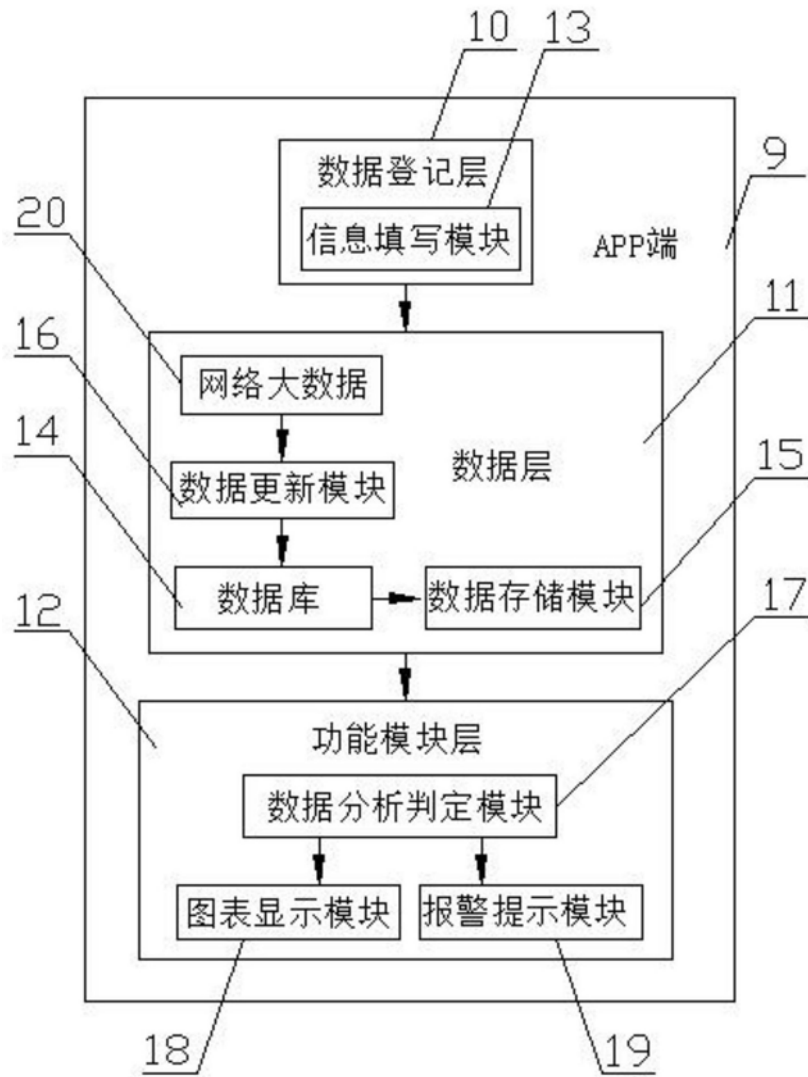 10
13
数据登记层
9
信息填写模块
20
APP端
11
16
网络大数据
14
数据层
15
数据更新模块
12
数据库
数据存储模块
17
功能模块层
数据分析判定模块
图表显示模块
报警提示模块
18
19